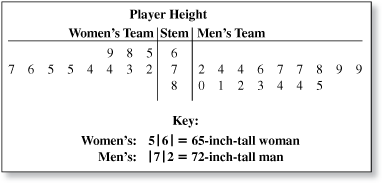 Player Height
Women's Team Stem Men's Team
9 8 5 6
7 6 5 5 4 4 3 2 7 2 4 4 6 7 7 8 9 9
8 0 1 2 3 4 4 5
Key:
Women's: 5|6| = 65-inch-tall woman
Men's: |7|2 = 72-inch-tall man